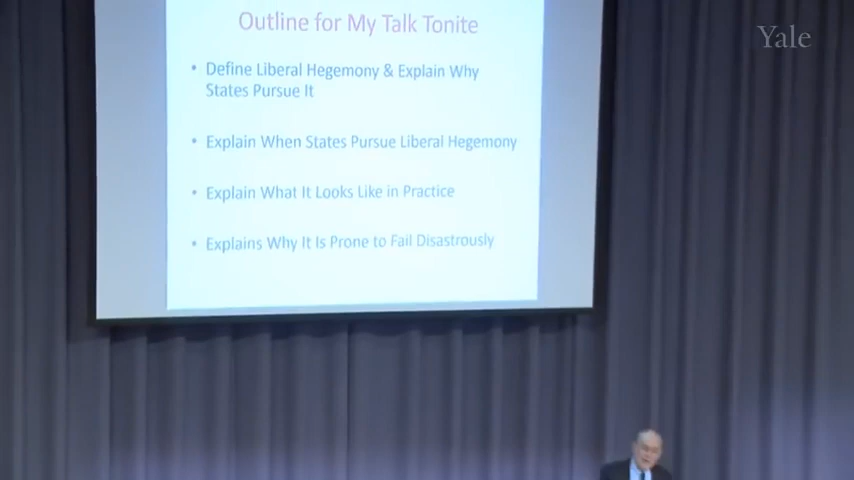 Outline for My Talk Tonite
Yale
• Define Liberal Hegemony & Explain Why
States Pursue It
• Explain When States Pursue Liberal Hegemony
• Explain What It Looks Like in Practice
• Explains Why It Is Prone to Fail Disastrously